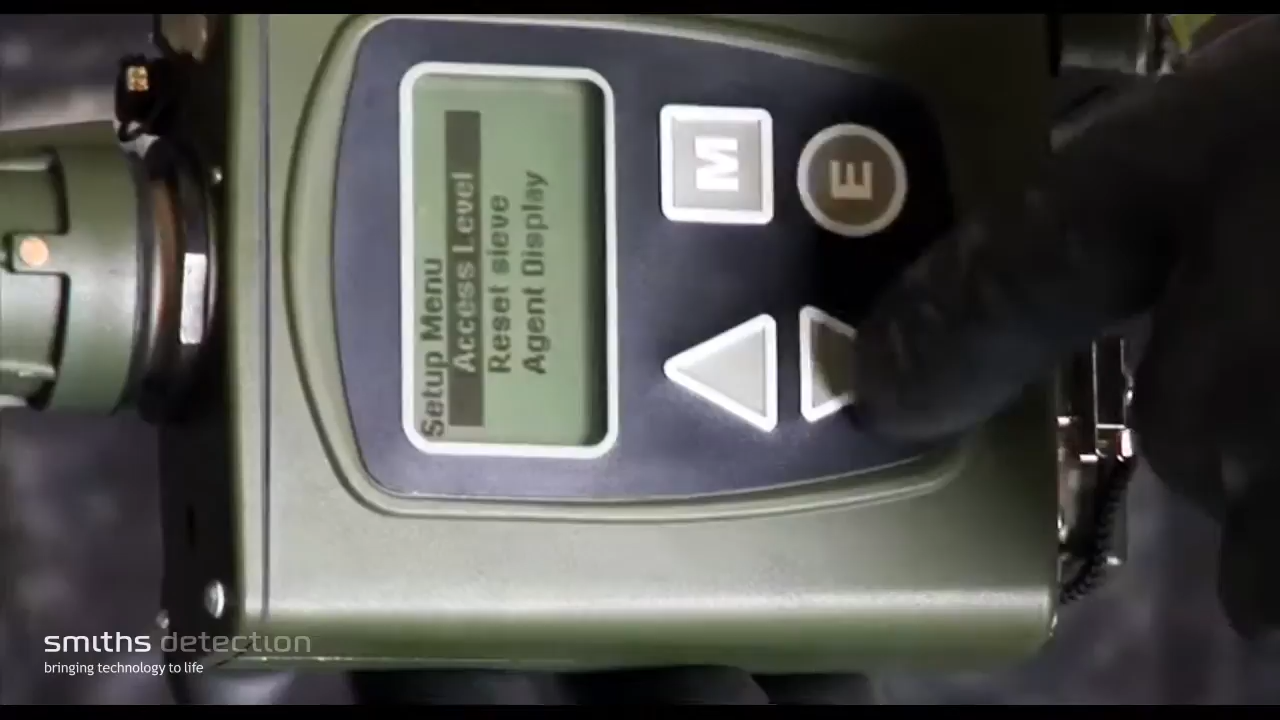 Setup Menu
Access Level
Reset sieve
Agent Display
M
E
smiths detection
bringing technology to life